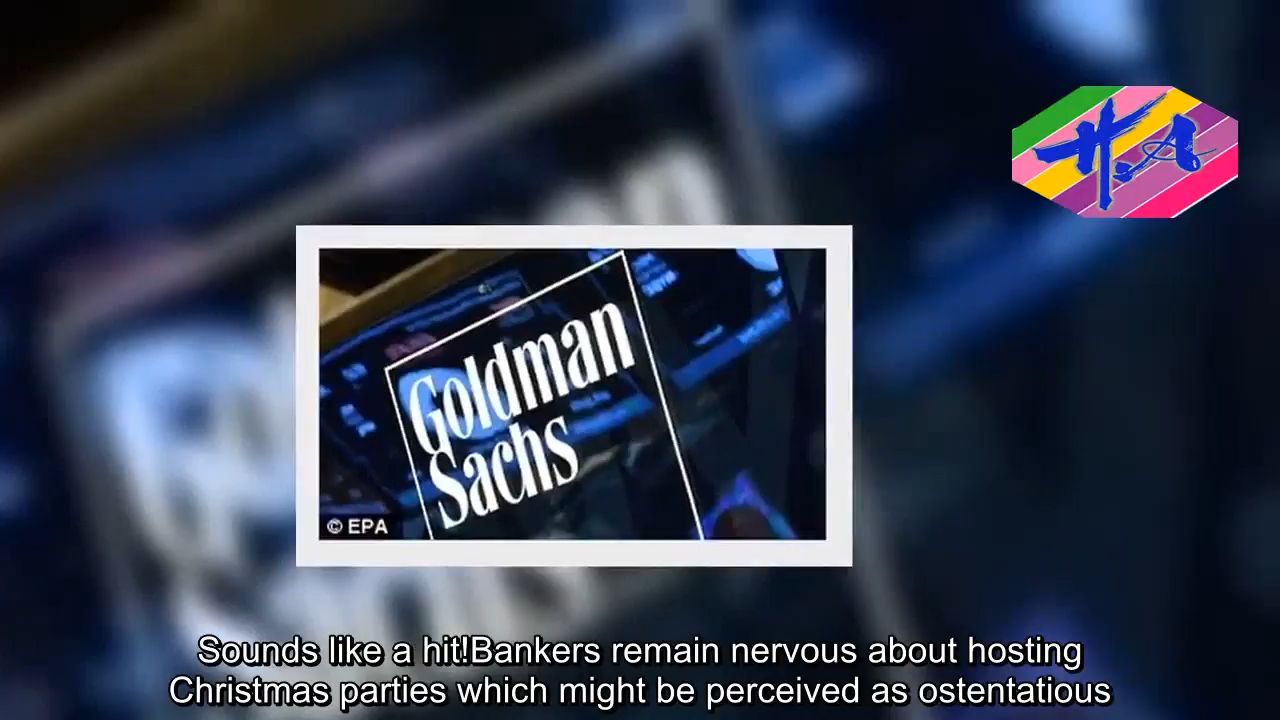 H.A
Goldman
Sachs
© EPA
Sounds like a hit!Bankers remain nervous about hosting
Christmas parties which might be perceived as ostentatious